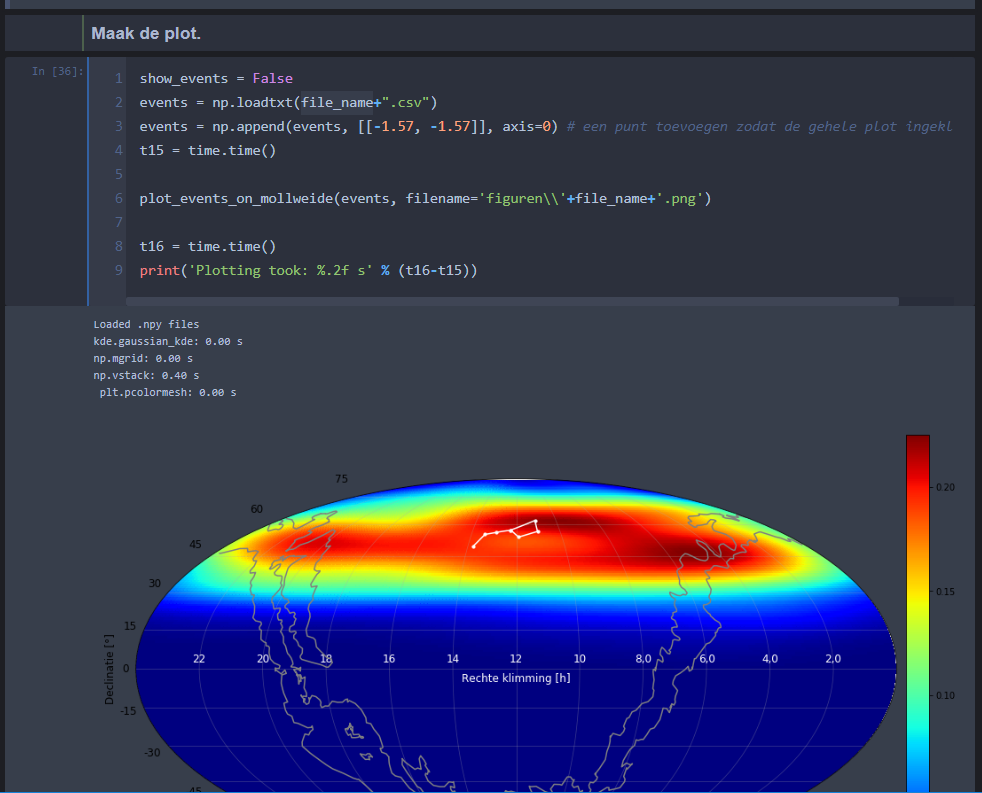 Maak de plot.
In [36]:
1 show_events = False
2 events = np.loadtxt(file_name+".csv")
3 events = np.append(events, [[-1.57, -1.57]], axis=0) # een punt toevoegen zodat de gehele plot ingekl
4 t15 = time.time()
5
6 plot_events_on_mollweide(events, filename='figuren\\'+file_name+'.png')
7
8 t16 = time.time()
9 print('Plotting took: %.2f s' % (t16-t15))
Loaded .npy files
kde.gaussian_kde: 0.00 s
np.mgrid: 0.00 s
np.vstack: 0.40 s
plt.pcolormesh: 0.00 s
75
60
45
30
15
0
-15
-30
-45
Declinatie [°]
22 20 18 16 14 12 10 8,0 6,0 4,0 2,0
Rechte klimming [h]
0.20
0.15
0.10